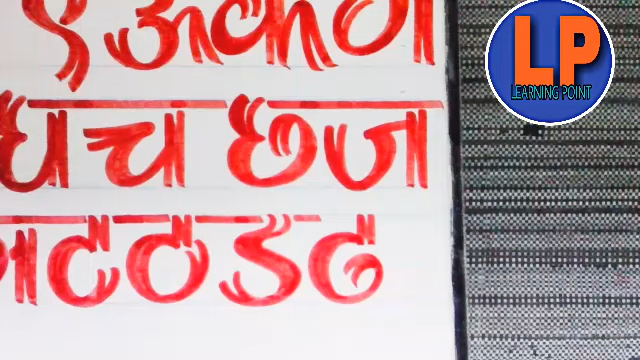 ए ऊ क ग
घ च छ ज
ट ठ ड ढ
LP
LEARNING POINT